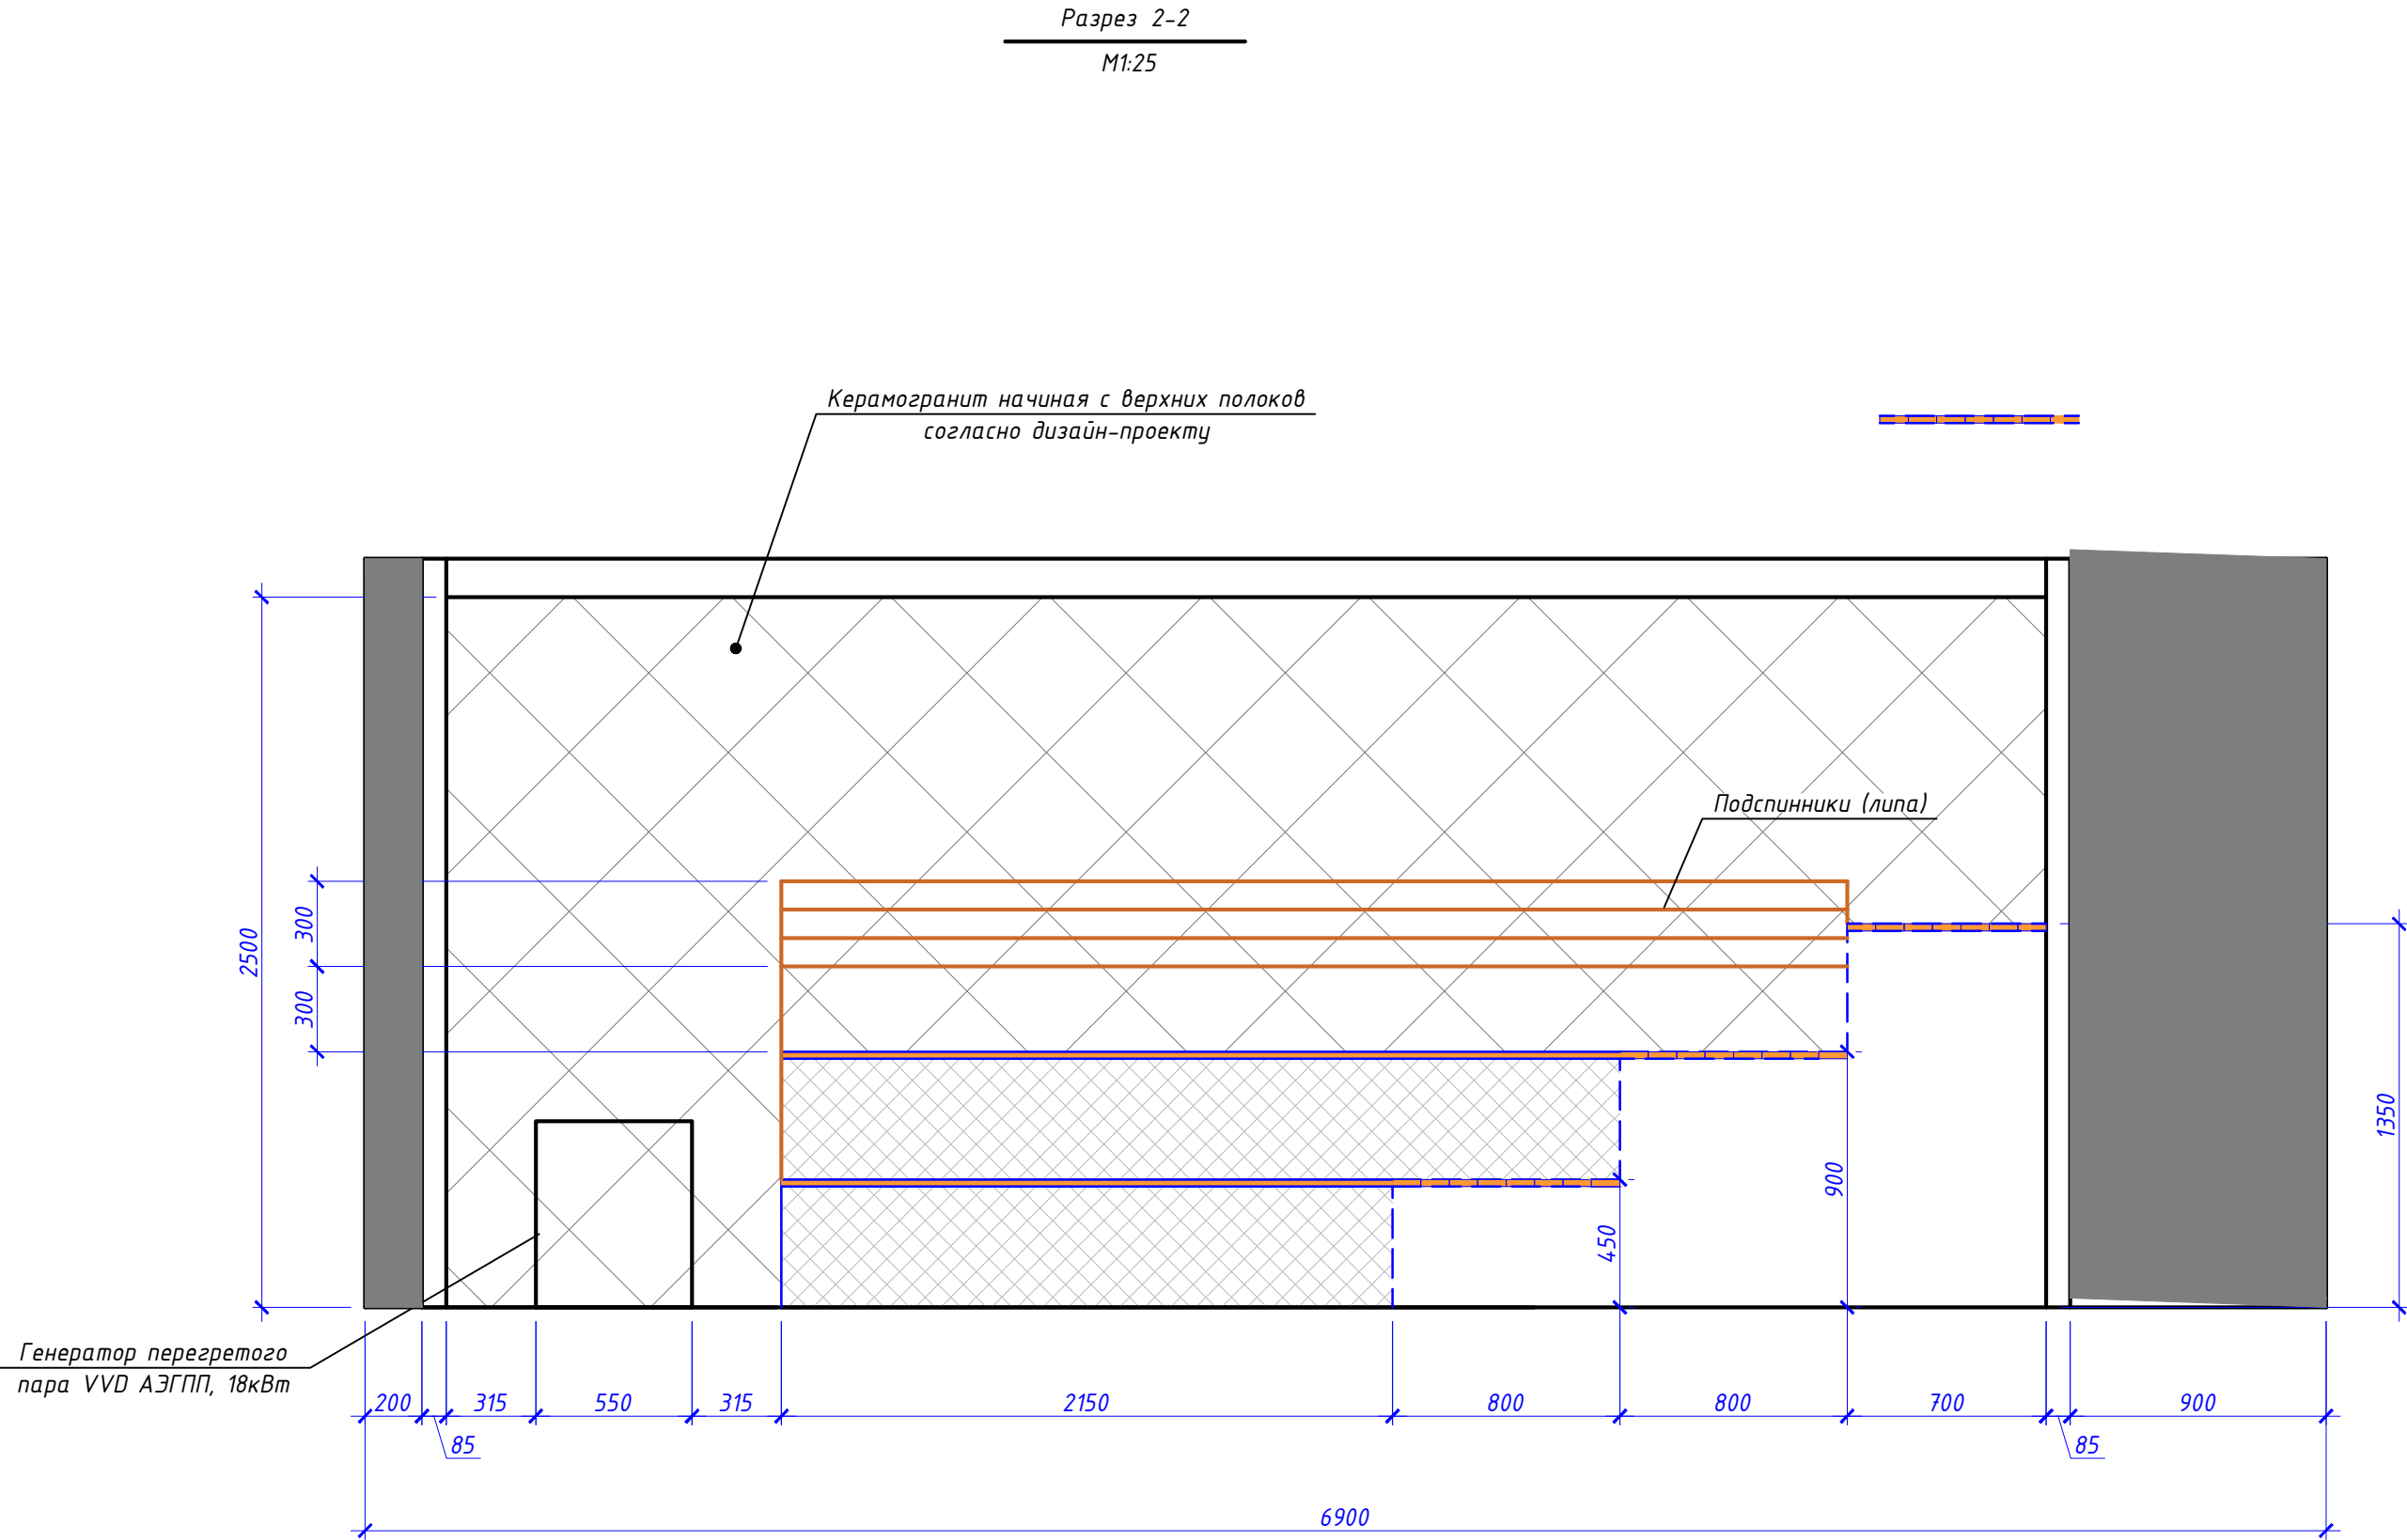 Разрез 2-2
М1:25
Керамогранит начиная с верхних полоков
согласно дизайн-проекту
Подспинники (липа)
2500
300
300
1350
900
450
Генератор перегретого
пара VVD АЭГПП, 18кВт
200
315
550
315
2150
800
800
700
900
85
85
6900